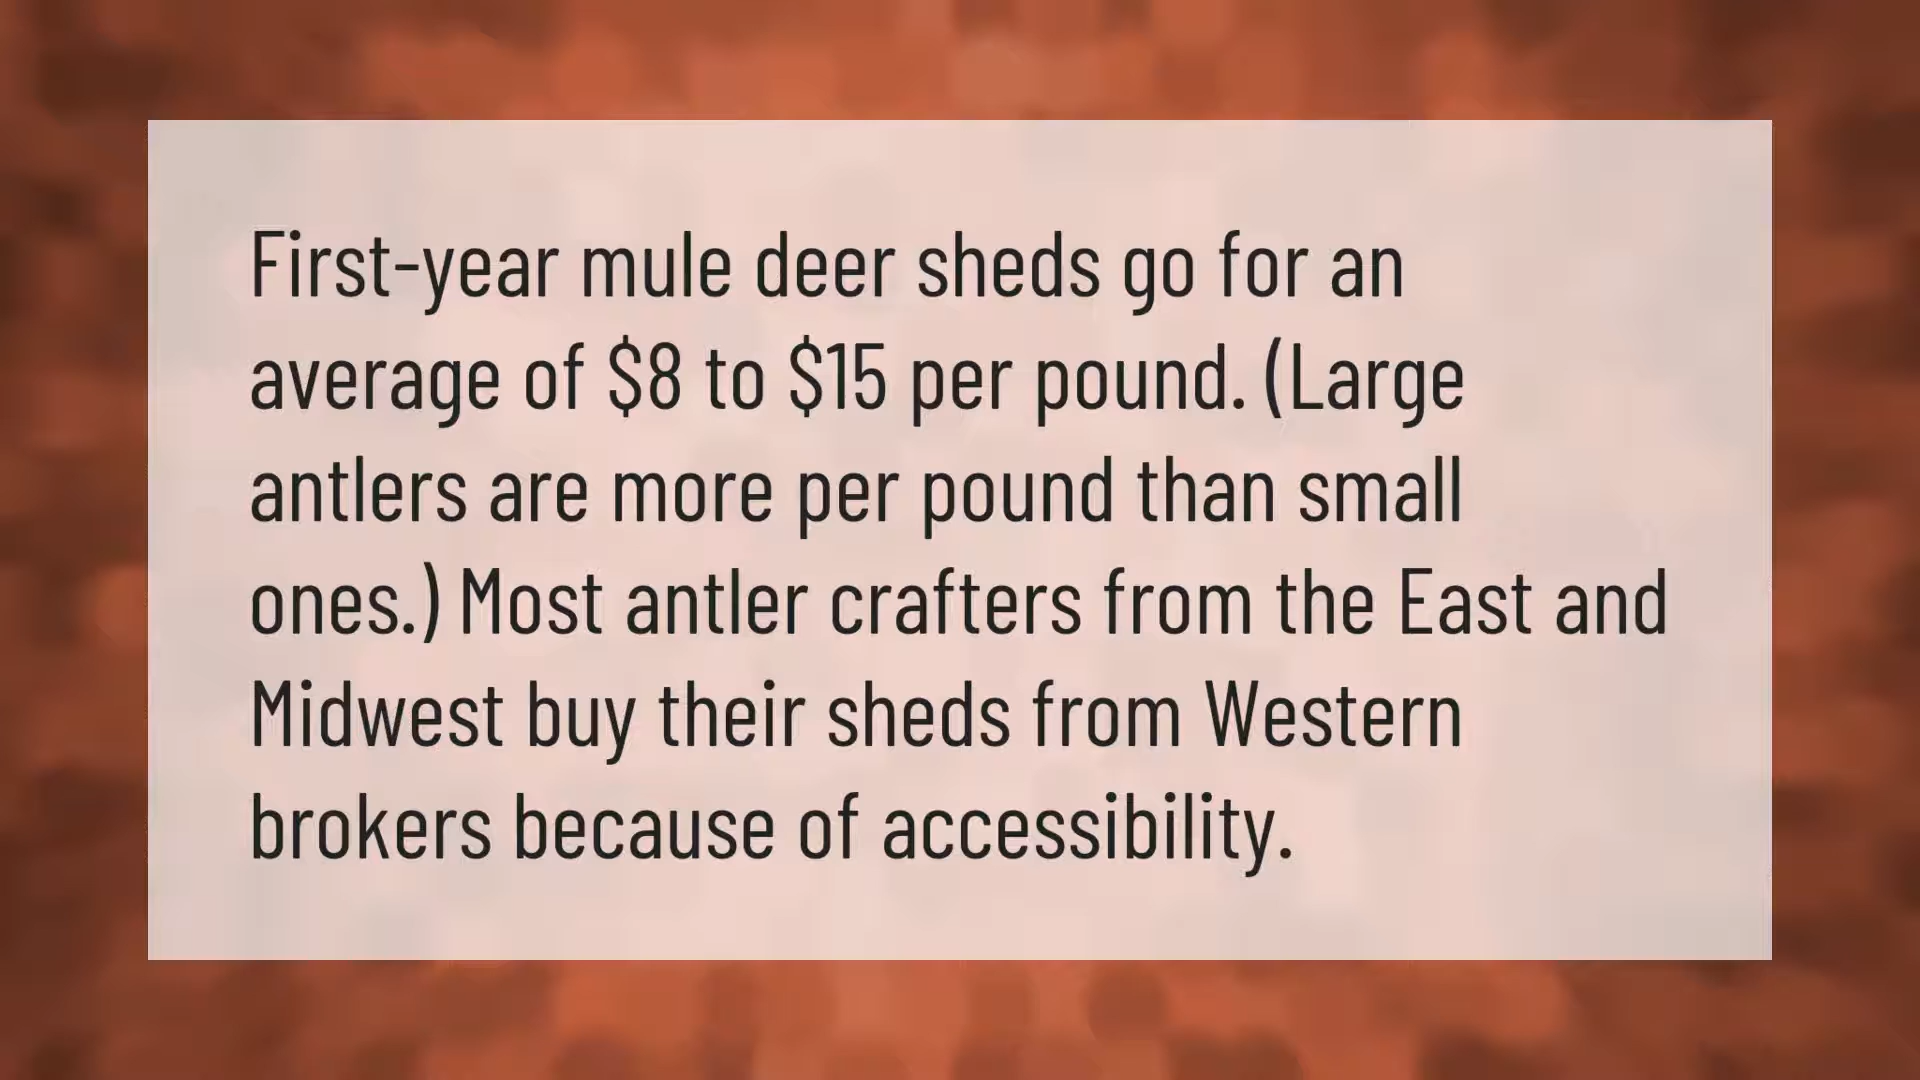 First-year mule deer sheds go for an
average of $8 to $15 per pound. (Large
antlers are more per pound than small
ones.) Most antler crafters from the East and
Midwest buy their sheds from Western
brokers because of accessibility.